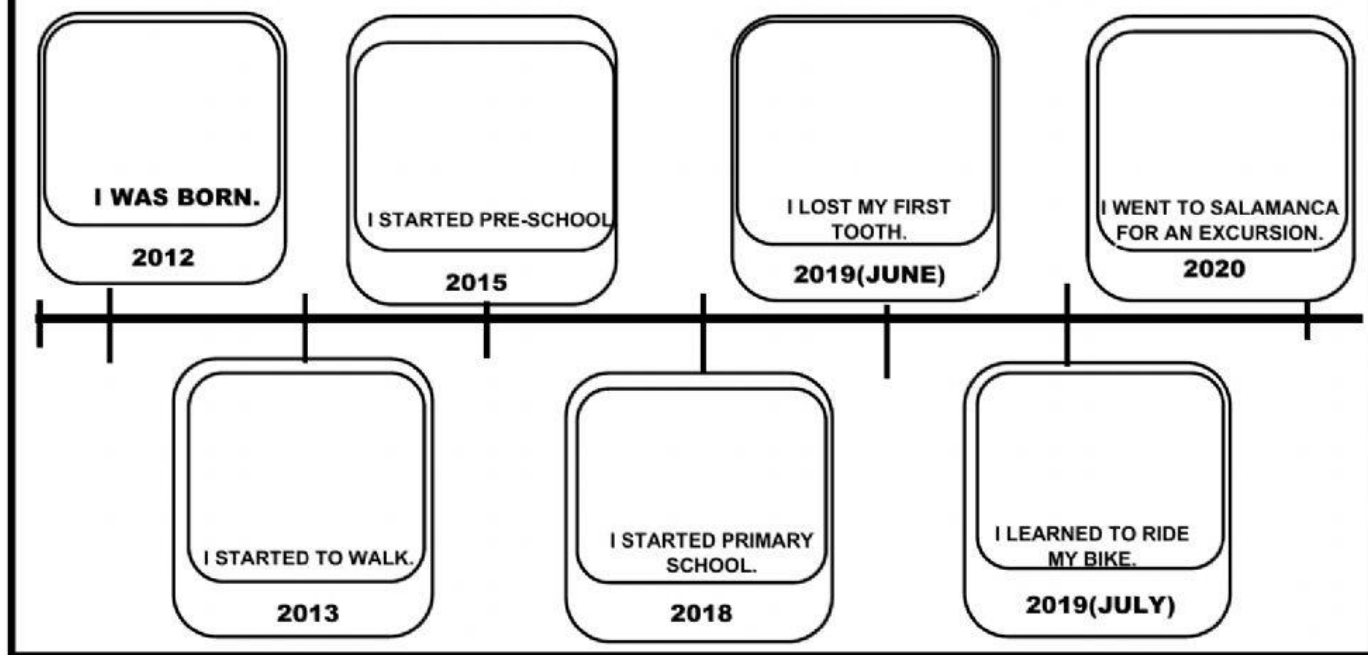 I WAS BORN.
2012
I STARTED PRE-SCHOOL
2015
I LOST MY FIRST
TOOTH.
2019(JUNE)
I WENT TO SALAMANCA
FOR AN EXCURSION.
2020
I STARTED TO WALK.
2013
I STARTED PRIMARY
SCHOOL.
2018
I LEARNED TO RIDE
MY BIKE.
2019(JULY)